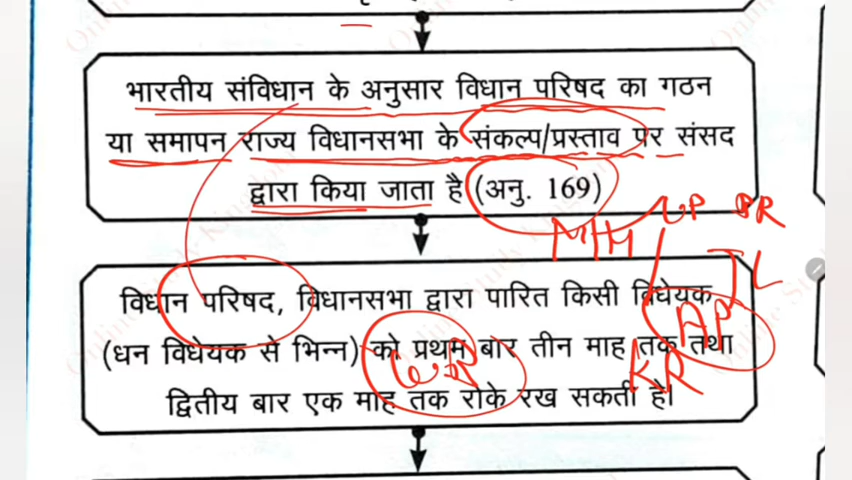 भारतीय संविधान के अनुसार विधान परिषद का गठन
या समापन राज्य विधानसभा के संकल्प/प्रस्ताव पर संसद
द्वारा किया जाता है (अनु. 169)
MH UP BR
TL
विधान परिषद, विधानसभा द्वारा पारित किसी विधेयक
AP
(धन विधेयक से भिन्न) को प्रथम बार तीन माह तक तथा
KR
द्वितीय बार एक माह तक रोके रख सकती है।